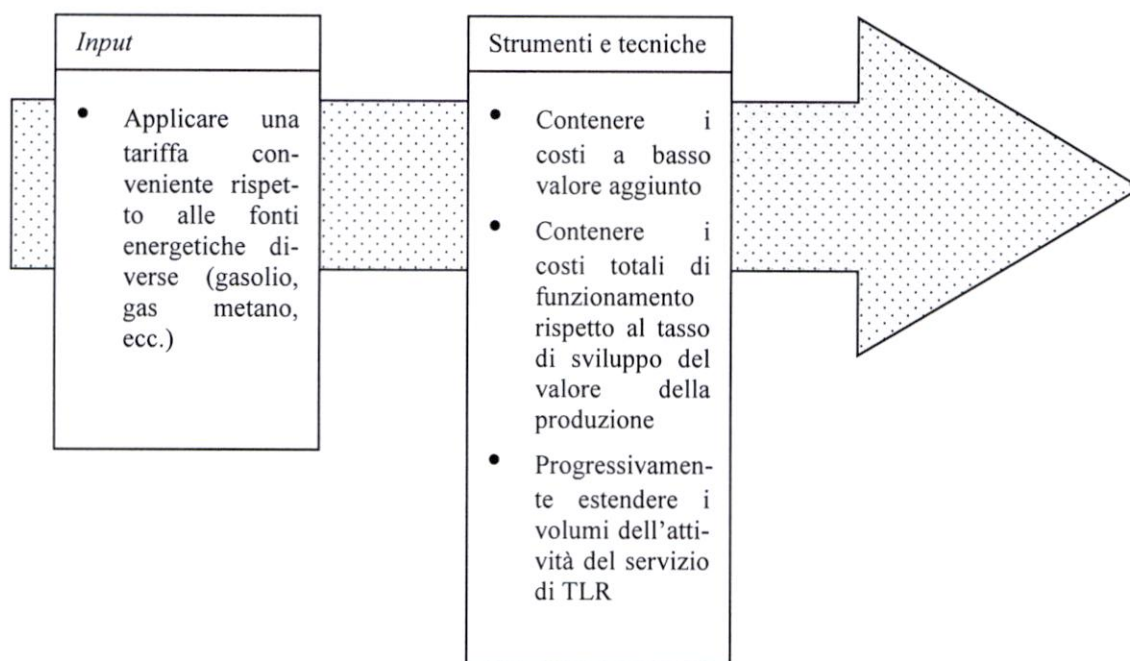 Input
• Applicare una
tariffa con-
veniente rispet-
to alle fonti
energetiche di-
verse (gasolio,
gas metano,
ecc.)
Strumenti e tecniche
• Contenere i
costi a basso
valore aggiunto
• Contenere i
costi totali di
funzionamento
rispetto al tasso
di sviluppo del
valore della
produzione
• Progressivamen-
te estendere i
volumi dell'atti-
vità del servizio
di TLR